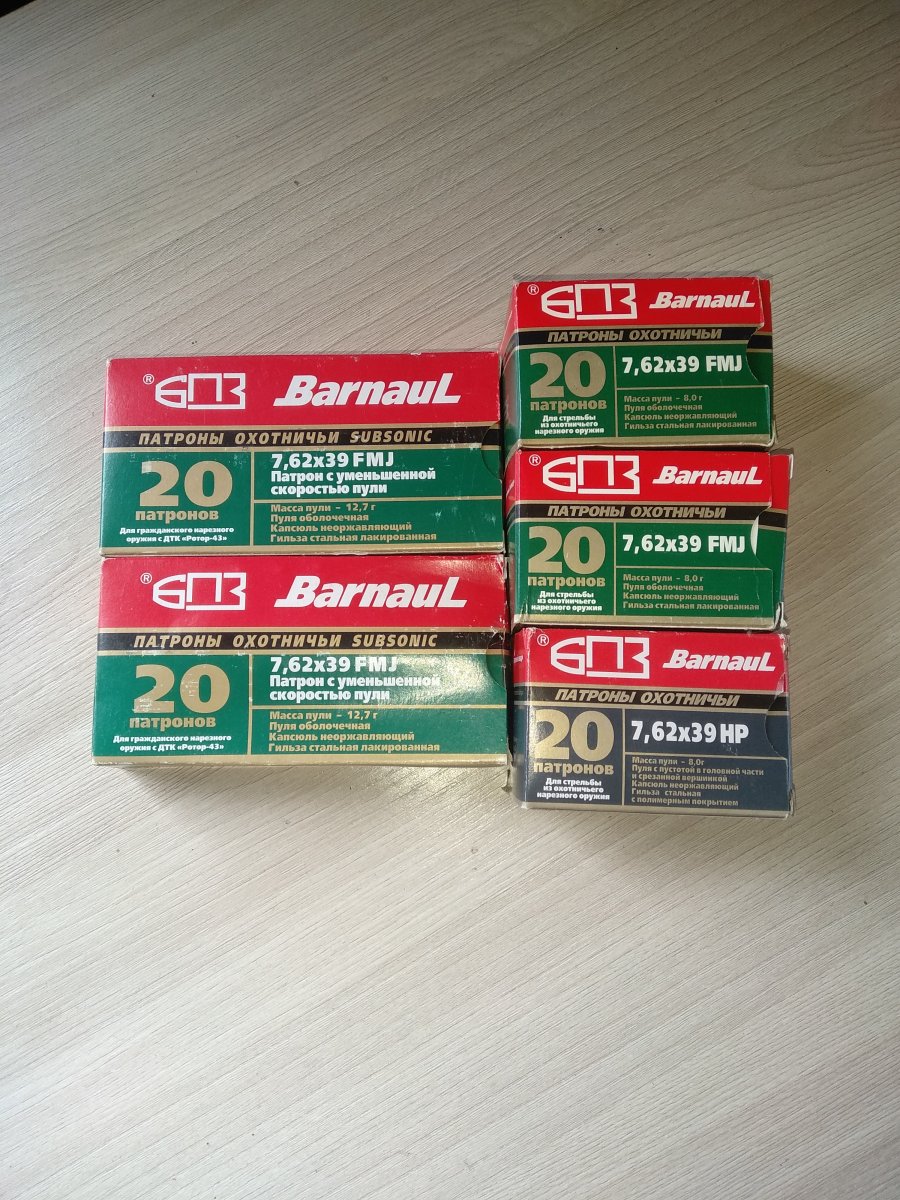 ® БПЗ Barnaul
ПАТРОНЫ ОХОТНИЧЬИ SUBSONIC
20
патронов
Для гражданского нарезного
оружия с ДТК «Ротор-43»
7,62x39 FMJ
Патрон с уменьшенной
скоростью пули
Масса пули – 12,7 г
Пуля оболочечная
Капсюль неоржавляющий
Гильза стальная лакированная
® БПЗ Barnaul
ПАТРОНЫ ОХОТНИЧЬИ SUBSONIC
20
патронов
Для гражданского нарезного
оружия с ДТК «Ротор-43»
7,62x39 FMJ
Патрон с уменьшенной
скоростью пули
Масса пули – 12,7 г
Пуля оболочечная
Капсюль неоржавляющий
Гильза стальная лакированная
® БПЗ Barnaul
ПАТРОНЫ ОХОТНИЧЬИ
20
патронов
Для стрельбы
из охотничьего
нарезного оружия
7,62x39 FMJ
Масса пули – 8,0 г
Пуля оболочечная
Капсюль неоржавляющий
Гильза стальная лакированная
® БПЗ Barnaul
ПАТРОНЫ ОХОТНИЧЬИ
20
патронов
Для стрельбы
из охотничьего
нарезного оружия
7,62x39 FMJ
Масса пули – 8,0 г
Пуля оболочечная
Капсюль неоржавляющий
Гильза стальная лакированная
® БПЗ Barnaul
ПАТРОНЫ ОХОТНИЧЬИ
20
патронов
Для стрельбы
из охотничьего
нарезного оружия
7,62x39 HP
Масса пули – 8,0г
Пуля с пустотой в головной части
и срезанной вершинкой
Капсюль неоржавляющий
Гильза стальная
с полимерным покрытием